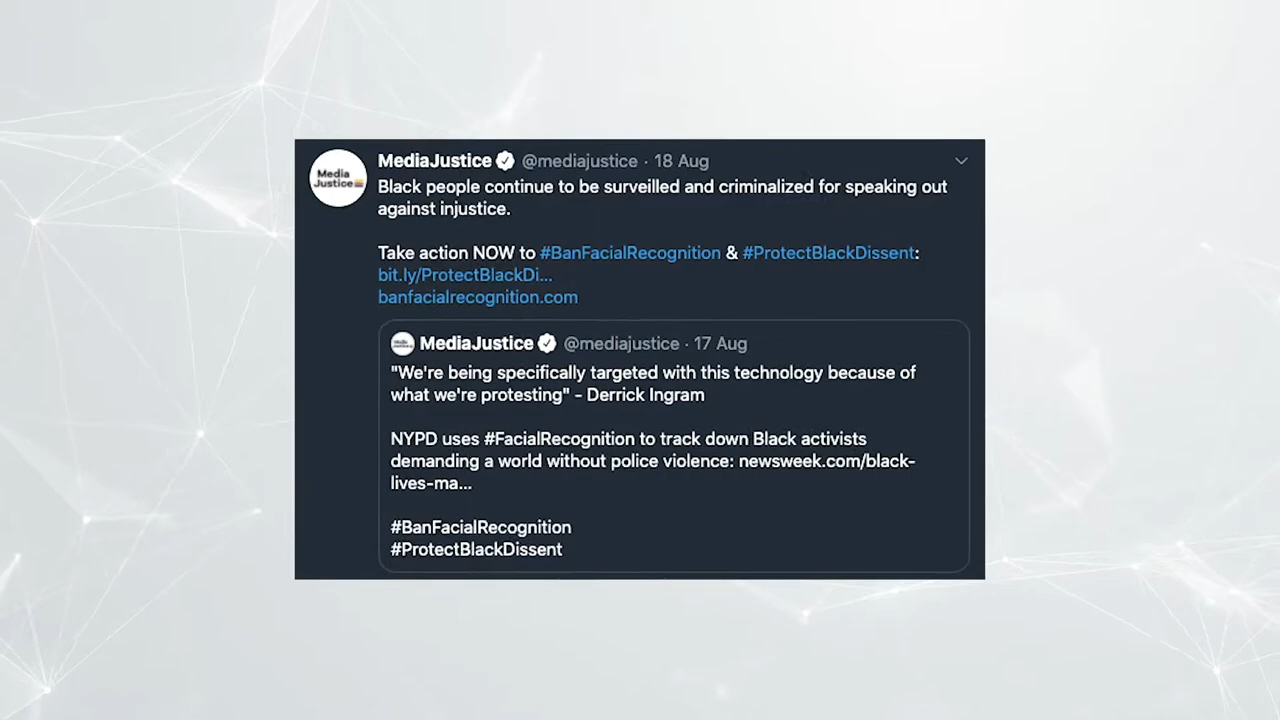 Media
Justice
MediaJustice @mediajustice · 18 Aug
Black people continue to be surveilled and criminalized for speaking out
against injustice.
Take action NOW to #BanFacialRecognition & #ProtectBlackDissent:
bit.ly/ProtectBlackDi...
banfacialrecognition.com
MediaJustice @mediajustice · 17 Aug
"We're being specifically targeted with this technology because of
what we're protesting" - Derrick Ingram
NYPD uses #FacialRecognition to track down Black activists
demanding a world without police violence: newsweek.com/black-
lives-ma...
#BanFacialRecognition
#ProtectBlackDissent